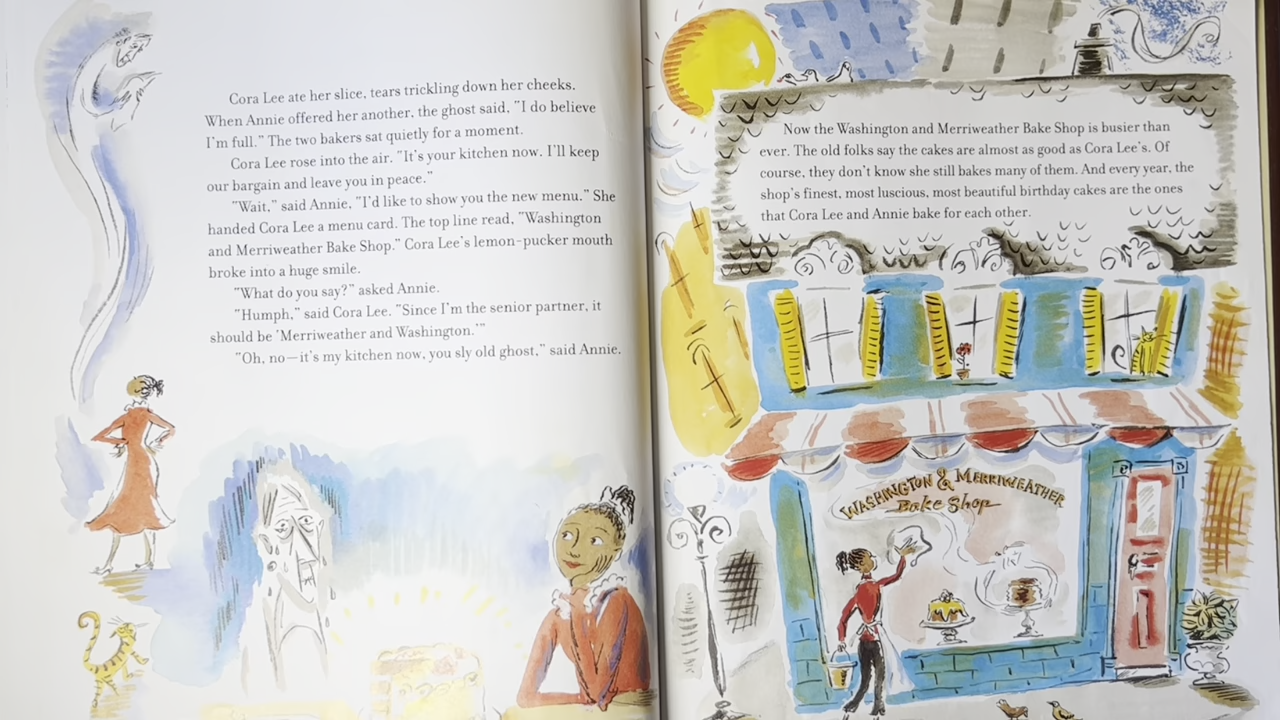 Cora Lee ate her slice, tears trickling down her cheeks.
When Annie offered her another, the ghost said, "I do believe
I'm full." The two bakers sat quietly for a moment.
Cora Lee rose into the air. "It's your kitchen now. I'll keep
our bargain and leave you in peace."
"Wait," said Annie, "I'd like to show you the new menu." She
handed Cora Lee a menu card. The top line read, "Washington
and Merriweather Bake Shop." Cora Lee's lemon-pucker mouth
broke into a huge smile.
"What do you say?" asked Annie.
"Humph," said Cora Lee. "Since I'm the senior partner, it
should be 'Merriweather and Washington.'"
"Oh, no—it's my kitchen now, you sly old ghost," said Annie.
Now the Washington and Merriweather Bake Shop is busier than
ever. The old folks say the cakes are almost as good as Cora Lee's. Of
course, they don't know she still bakes many of them. And every year, the
shop's finest, most luscious, most beautiful birthday cakes are the ones
that Cora Lee and Annie bake for each other.
WASHINGTON & MERRIWEATHER
Bake Shop